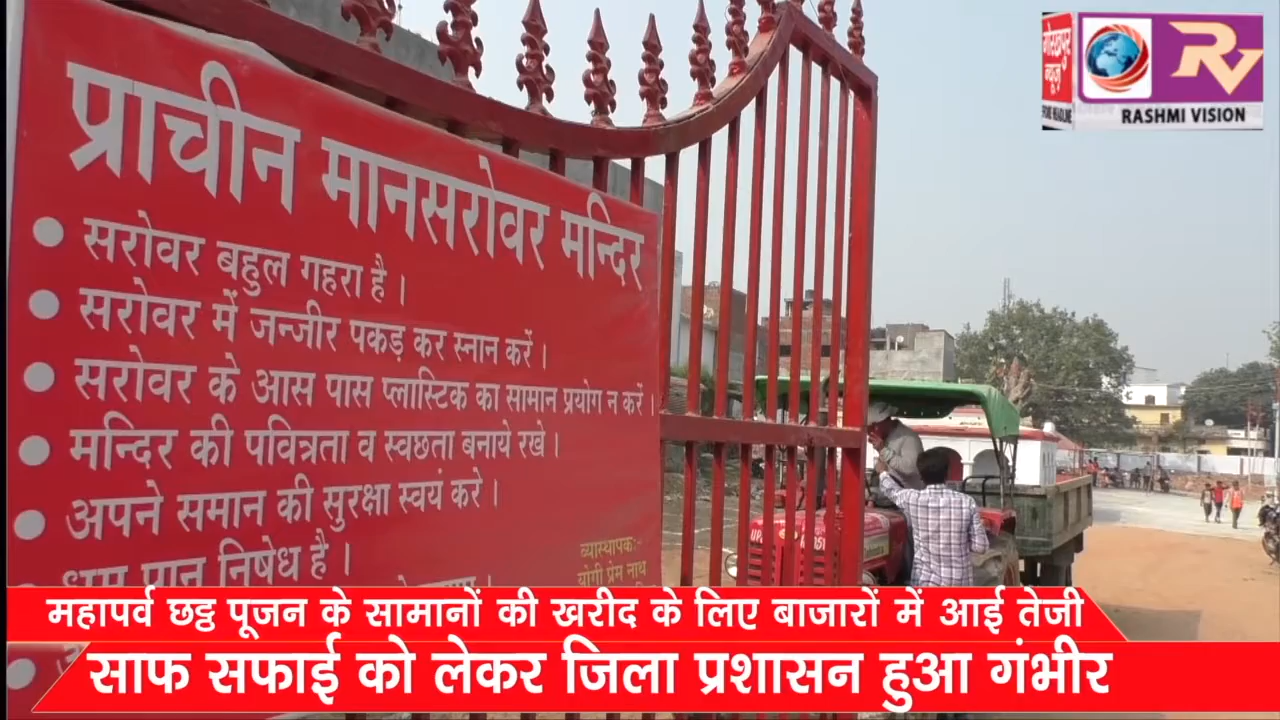 प्राचीन मानसरोवर मन्दिर
सरोवर बहुल गहरा है ।
सरोवर में जन्जीर पकड़ कर स्नान करें ।
सरोवर के आस पास प्लास्टिक का सामान प्रयोग न करें ।
मन्दिर की पवित्रता व स्वछता बनाये रखे ।
अपने समान की सुरक्षा स्वयं करे ।
धूम्र पान निषेध है ।
व्यास्थापकः-
योगी प्रेम नाथ
गोरखपुर
न्यूज़
RV
RASHMI VISION
महापर्व छठ्ठ पूजन के सामानों की खरीद के लिए बाजारों में आई तेजी
साफ सफाई को लेकर जिला प्रशासन हुआ गंभीर